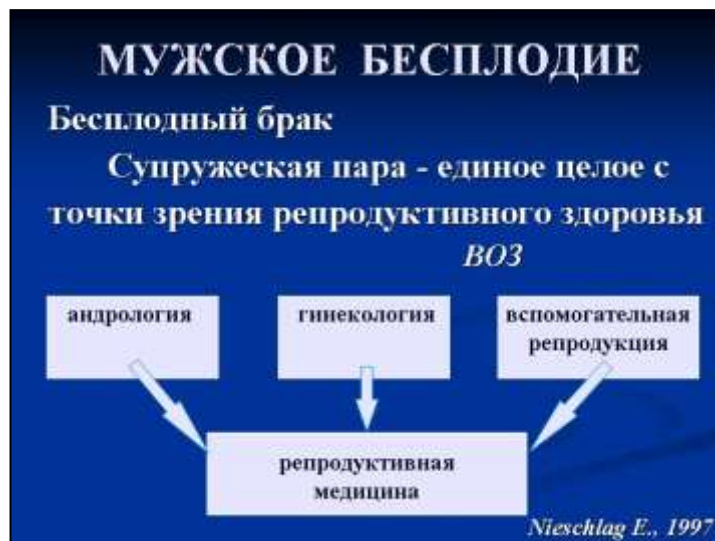 МУЖСКОЕ БЕСПЛОДИЕ
Бесплодный брак
Супружеская пара - единое целое с
точки зрения репродуктивного здоровья
ВОЗ
андрология
гинекология
вспомогательная
репродукция
репродуктивная
медицина
Nieschlag E., 1997